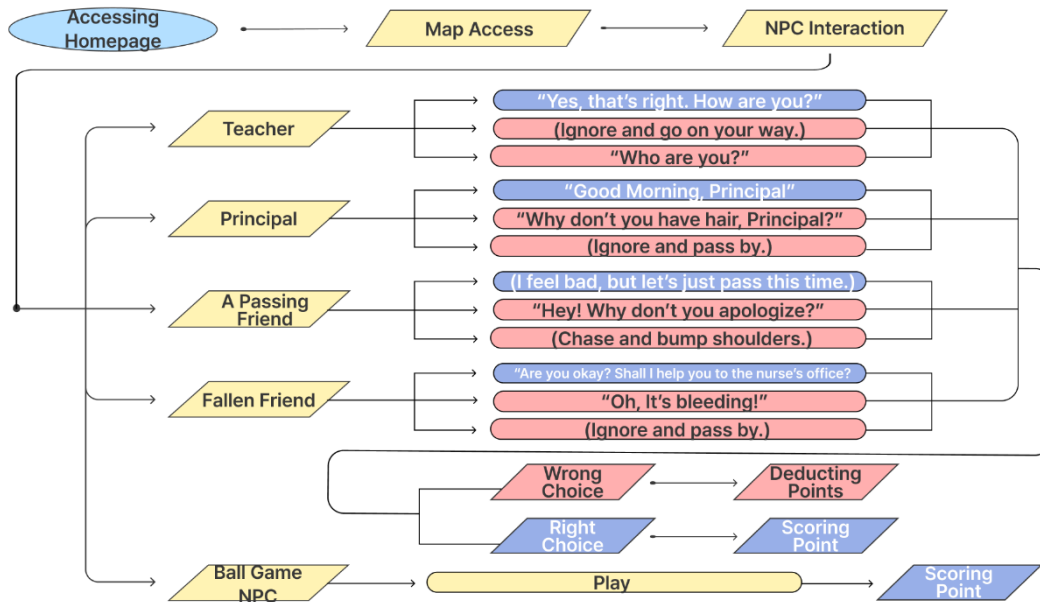 Accessing
Homepage
Map Access
NPC Interaction
Teacher
“Yes, that’s right. How are you?”
(Ignore and go on your way.)
“Who are you?”
Principal
“Good Morning, Principal”
“Why don’t you have hair, Principal?”
(Ignore and pass by.)
A Passing
Friend
(I feel bad, but let’s just pass this time.)
“Hey! Why don’t you apologize?”
(Chase and bump shoulders.)
Fallen Friend
“Are you okay? Shall I help you to the nurse’s office?
“Oh, It’s bleeding!”
(Ignore and pass by.)
Wrong
Choice
Deducting
Points
Right
Choice
Scoring
Point
Ball Game
NPC
Play
Scoring
Point